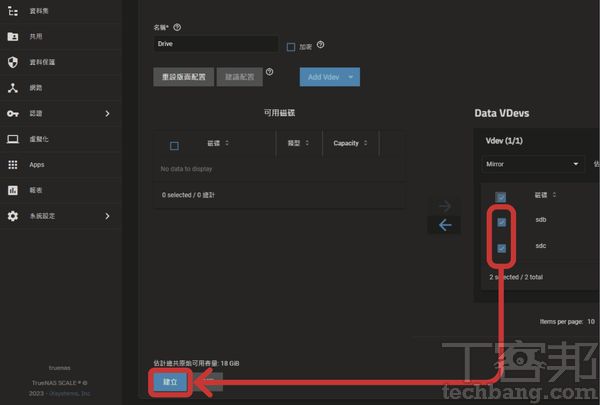 資料集
共用
資料保護
網路
認證
虛擬化
Apps
報表
系統設定
truenas
TrueNAS SCALE ® ©
2023 - iXsystems, Inc
名稱*
Drive
加密
重設版面配置
建議配置
Add Vdev
可用磁碟
磁碟
類型
Capacity
No data to display
0 selected / 0 總計
估計總共原始可用容量: 18 GiB
建立
Data VDevs
Vdev (1/1)
Mirror
估
磁碟
sdb
sdc
2 selected / 2 total
Items per page: 10
T客邦
techbang.com